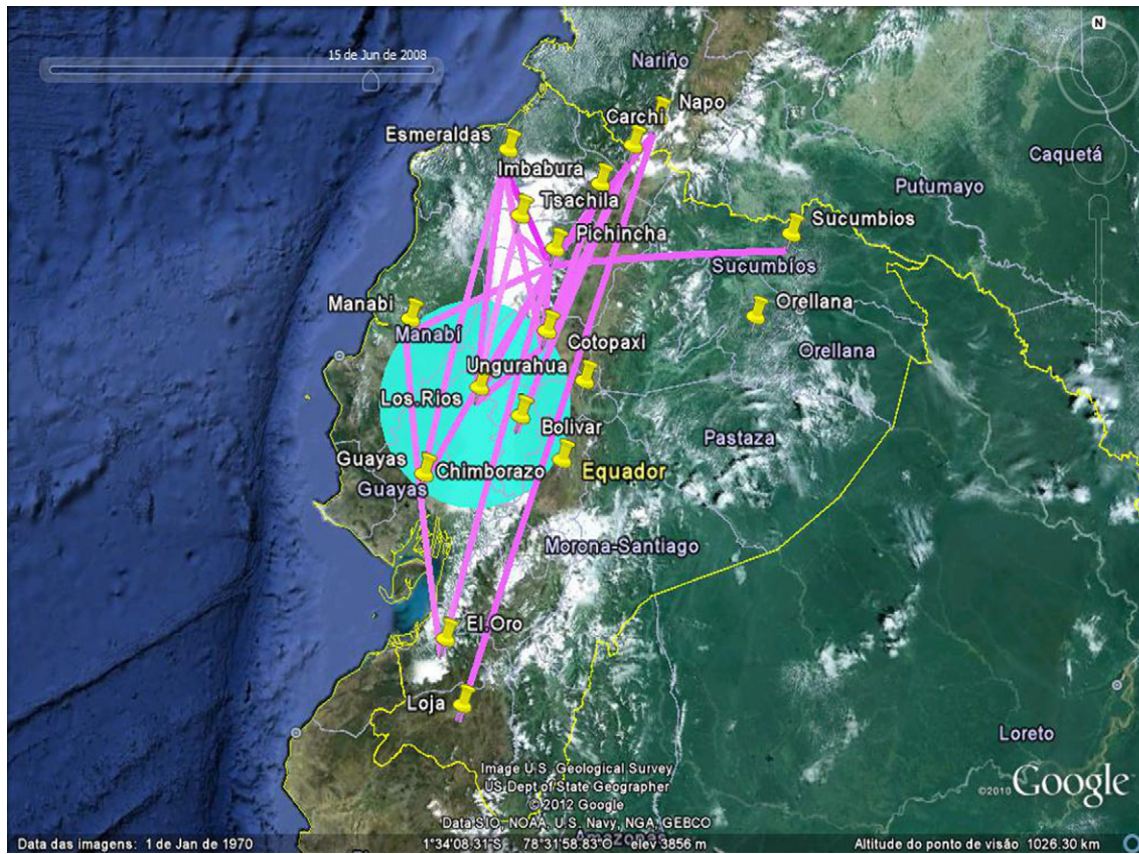 15 de Jun de 2008
N
Nariño
Napo
Carchi
Esmeraldas
Caquetá
Imbabura
Putumayo
Tsachila
Sucumbios
Pichincha
Sucumbíos
Manabi
Orellana
Manabí
Cotopaxi
Orellana
Ungurahua
Los.Rios
Bolivar
Pastaza
Guayas
Chimborazo
Equador
Guayas
Morona-Santiago
El.Oro
Loja
Loreto
Image U.S. Geological Survey
US Dept of State Geographer
© 2012 Google
©2010 Google
Data SIO, NOAA, U.S. Navy, NGA, GEBCO
Amazonas
Data das imagens: 1 de Jan de 1970
1°34'08.31"S 78°31'58.83"O elev 3856 m
Altitude do ponto de visão 1026.30 km